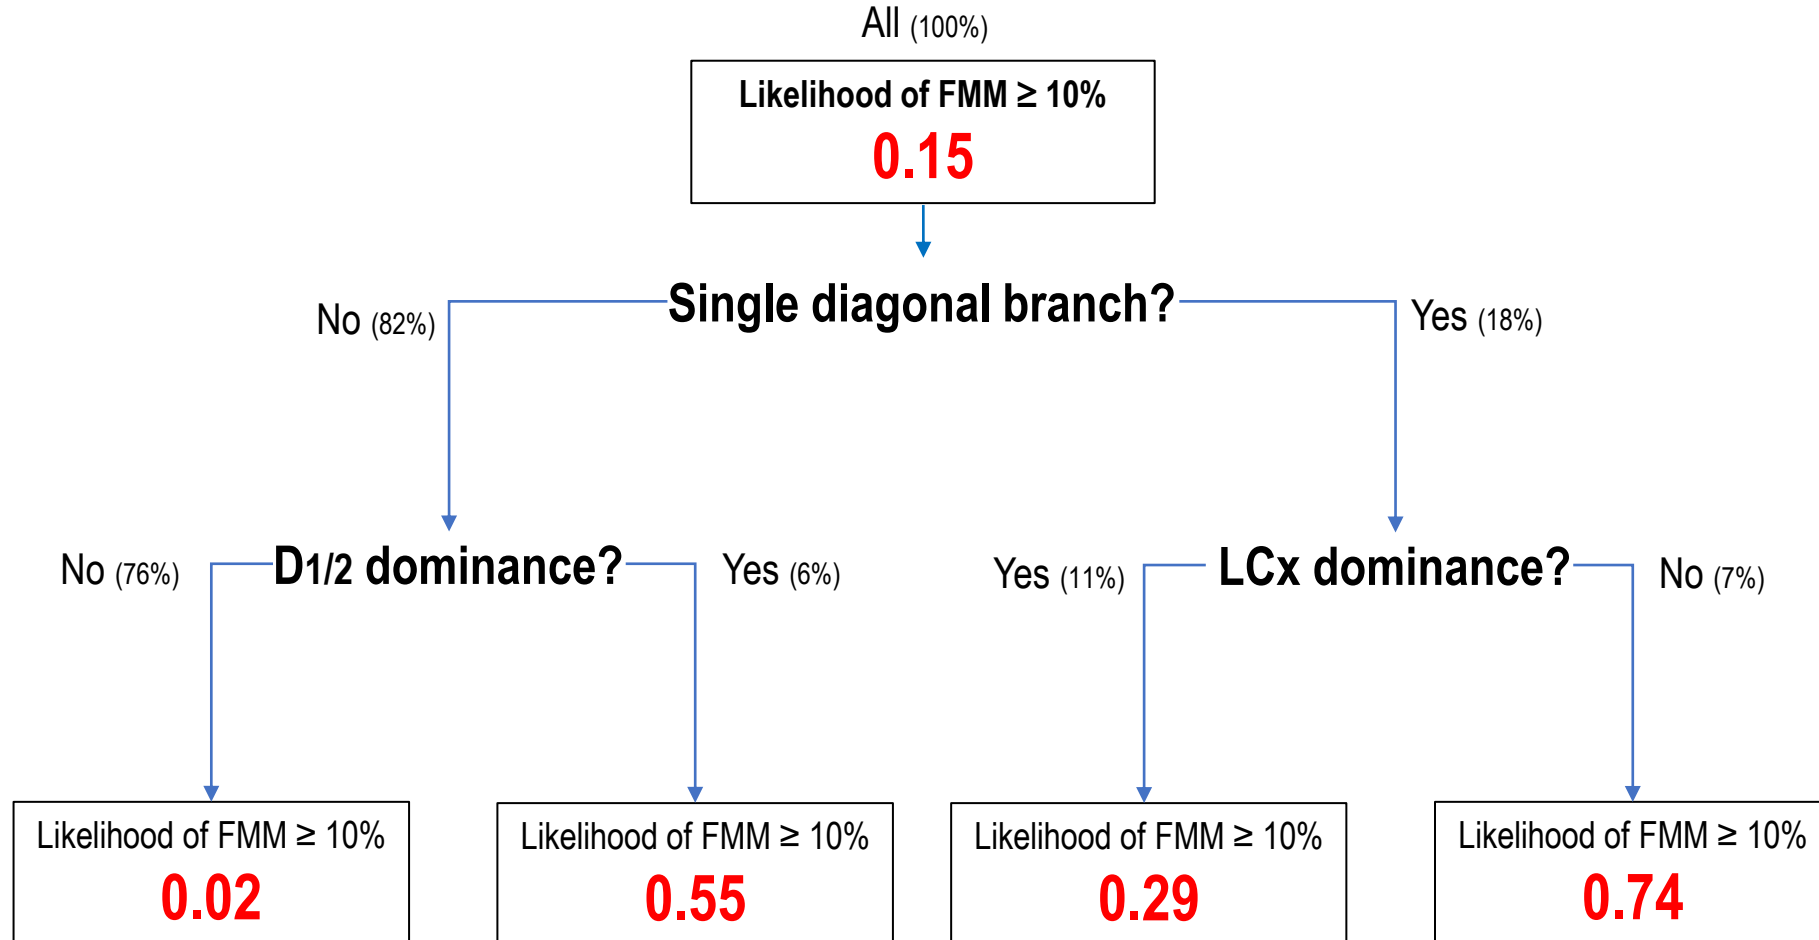 All (100%)
Likelihood of FMM ≥ 10%
0.15
Single diagonal branch?
No (82%)
Yes (18%)
No (76%)
D1/2 dominance?
Yes (6%)
Yes (11%)
LCx dominance?
No (7%)
Likelihood of FMM ≥ 10%
0.02
Likelihood of FMM ≥ 10%
0.55
Likelihood of FMM ≥ 10%
0.29
Likelihood of FMM ≥ 10%
0.74